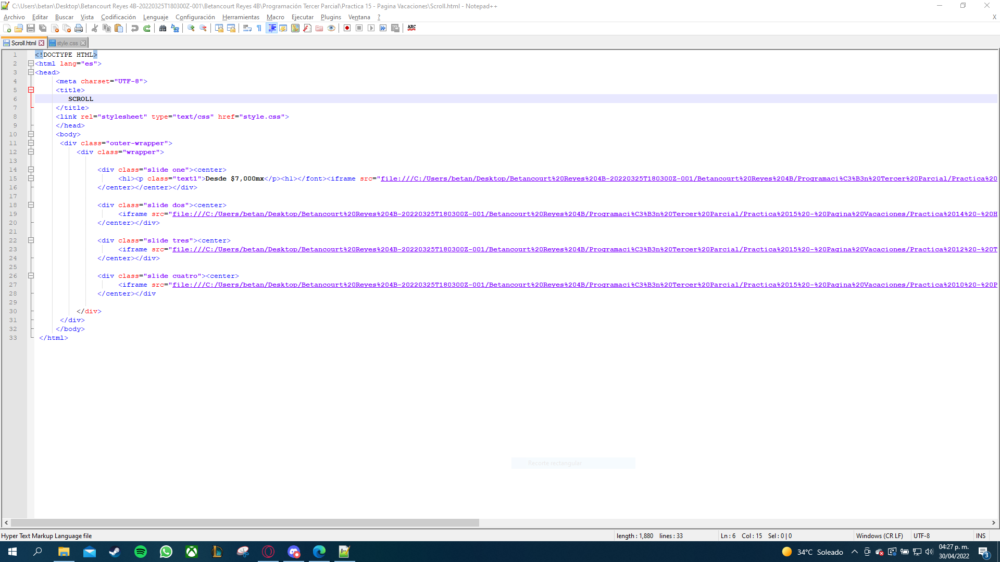 C:\Users\betan\Desktop\Betancourt Reyes 4B-20220325T180300Z-001\Betancourt Reyes 4B\Programación Tercer Parcial\Practica 15 - Pagina Vacaciones\Scroll.html - Notepad++
Archivo Editar Buscar Vista Codificación Lenguaje Configuración Herramientas Macro Ejecutar Plugins Ventana ? X
Scroll.html style.css
1 <!DOCTYPE HTML>
2 <html lang="es">
3 <head>
4 <meta charset="UTF-8">
5 <title>
6 SCROLL
7 </title>
8 <link rel="stylesheet" type="text/css" href="style.css">
9 </head>
10 <body>
11 <div class="outer-wrapper">
12 <div class="wrapper">
13
14 <div class="slide one"><center>
15 <h1><p class="text1">Desde $7,000mx</p><h1></font><iframe src="file:///C:/Users/betan/Desktop/Betancourt%20Reyes%204B-20220325T180300Z-001/Betancourt%20Reyes%204B/Programaci%C3%B3n%20Tercer%20Parcial/Practica%20
16 </center></center></div>
17
18 <div class="slide dos"><center>
19 <iframe src="file:///C:/Users/betan/Desktop/Betancourt%20Reyes%204B-20220325T180300Z-001/Betancourt%20Reyes%204B/Programaci%C3%B3n%20Tercer%20Parcial/Practica%2015%20-%20Pagina%20Vacaciones/Practica%2014%20-%20H
20 </center></div>
21
22 <div class="slide tres"><center>
23 <iframe src="file:///C:/Users/betan/Desktop/Betancourt%20Reyes%204B-20220325T180300Z-001/Betancourt%20Reyes%204B/Programaci%C3%B3n%20Tercer%20Parcial/Practica%2015%20-%20Pagina%20Vacaciones/Practica%2012%20-%20T
24 </center></div>
25
26 <div class="slide cuatro"><center>
27 <iframe src="file:///C:/Users/betan/Desktop/Betancourt%20Reyes%204B-20220325T180300Z-001/Betancourt%20Reyes%204B/Programaci%C3%B3n%20Tercer%20Parcial/Practica%2015%20-%20Pagina%20Vacaciones/Practica%2010%20-%20P
28 </center></div
29
30 </div>
31 </div>
32 </body>
33 </html>
Recorte rectangular
Hyper Text Markup Language file length : 1,880 lines : 33 Ln : 6 Col : 15 Sel : 0 | 0 Windows (CR LF) UTF-8 INS
34°C Soleado 04:27 p. m.
30/04/2022
3